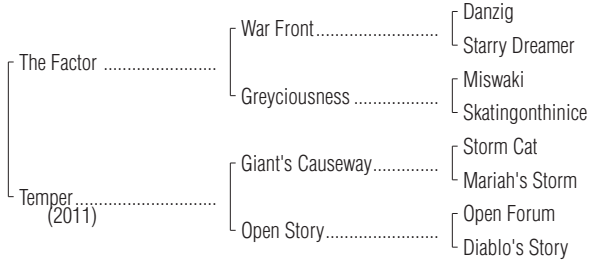 Danzig
War Front..........................
Starry Dreamer
The Factor ........................
Miswaki
Greyciousness ..................
Skatingonthinice
Storm Cat
Giant's Causeway..............
Mariah's Storm
Temper..............................
(2011)
Open Forum
Open Story........................
Diablo's Story